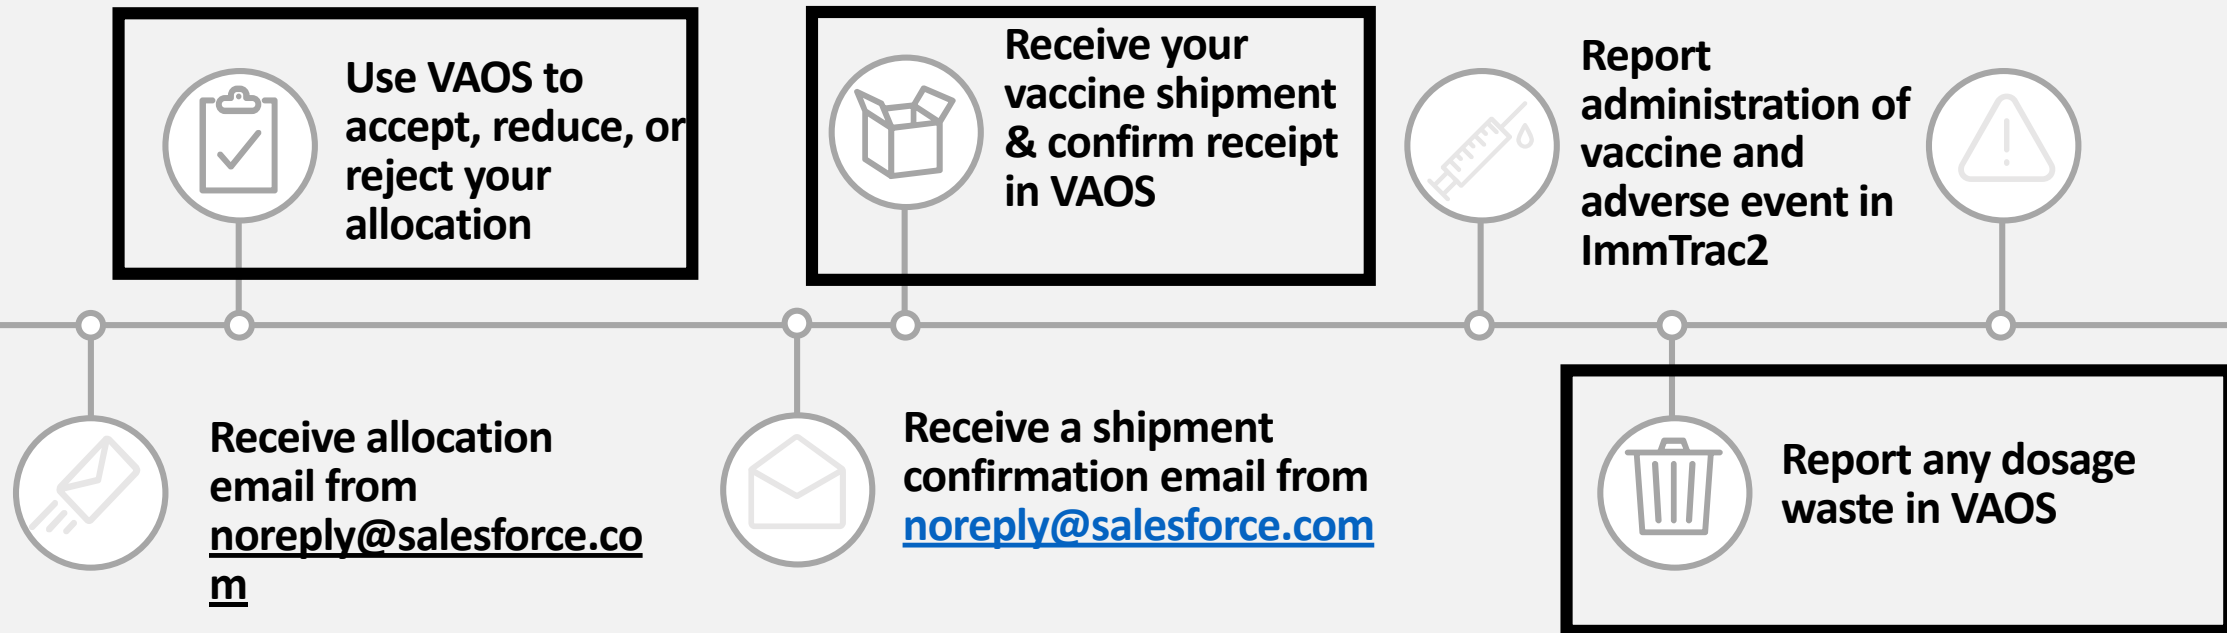 Use VAOS to
accept, reduce, or
reject your
allocation
Receive your
vaccine shipment
& confirm receipt
in VAOS
Report
administration of
vaccine and
adverse event in
ImmTrac2
Receive allocation
email from
noreply@salesforce.co
m
Receive a shipment
confirmation email from
noreply@salesforce.com
Report any dosage
waste in VAOS